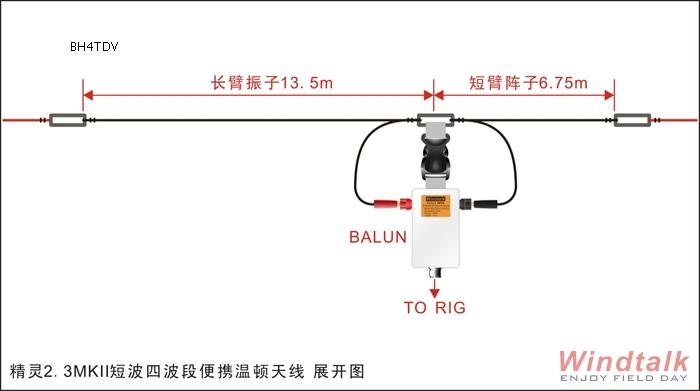 BH4TDV
长臂振子13.5m
短臂阵子6.75m
Windtalk
BALUN
TO RIG
精灵2.3MKII短波四波段便携温顿天线 展开图
Windtalk
ENJOY FIELD DAY